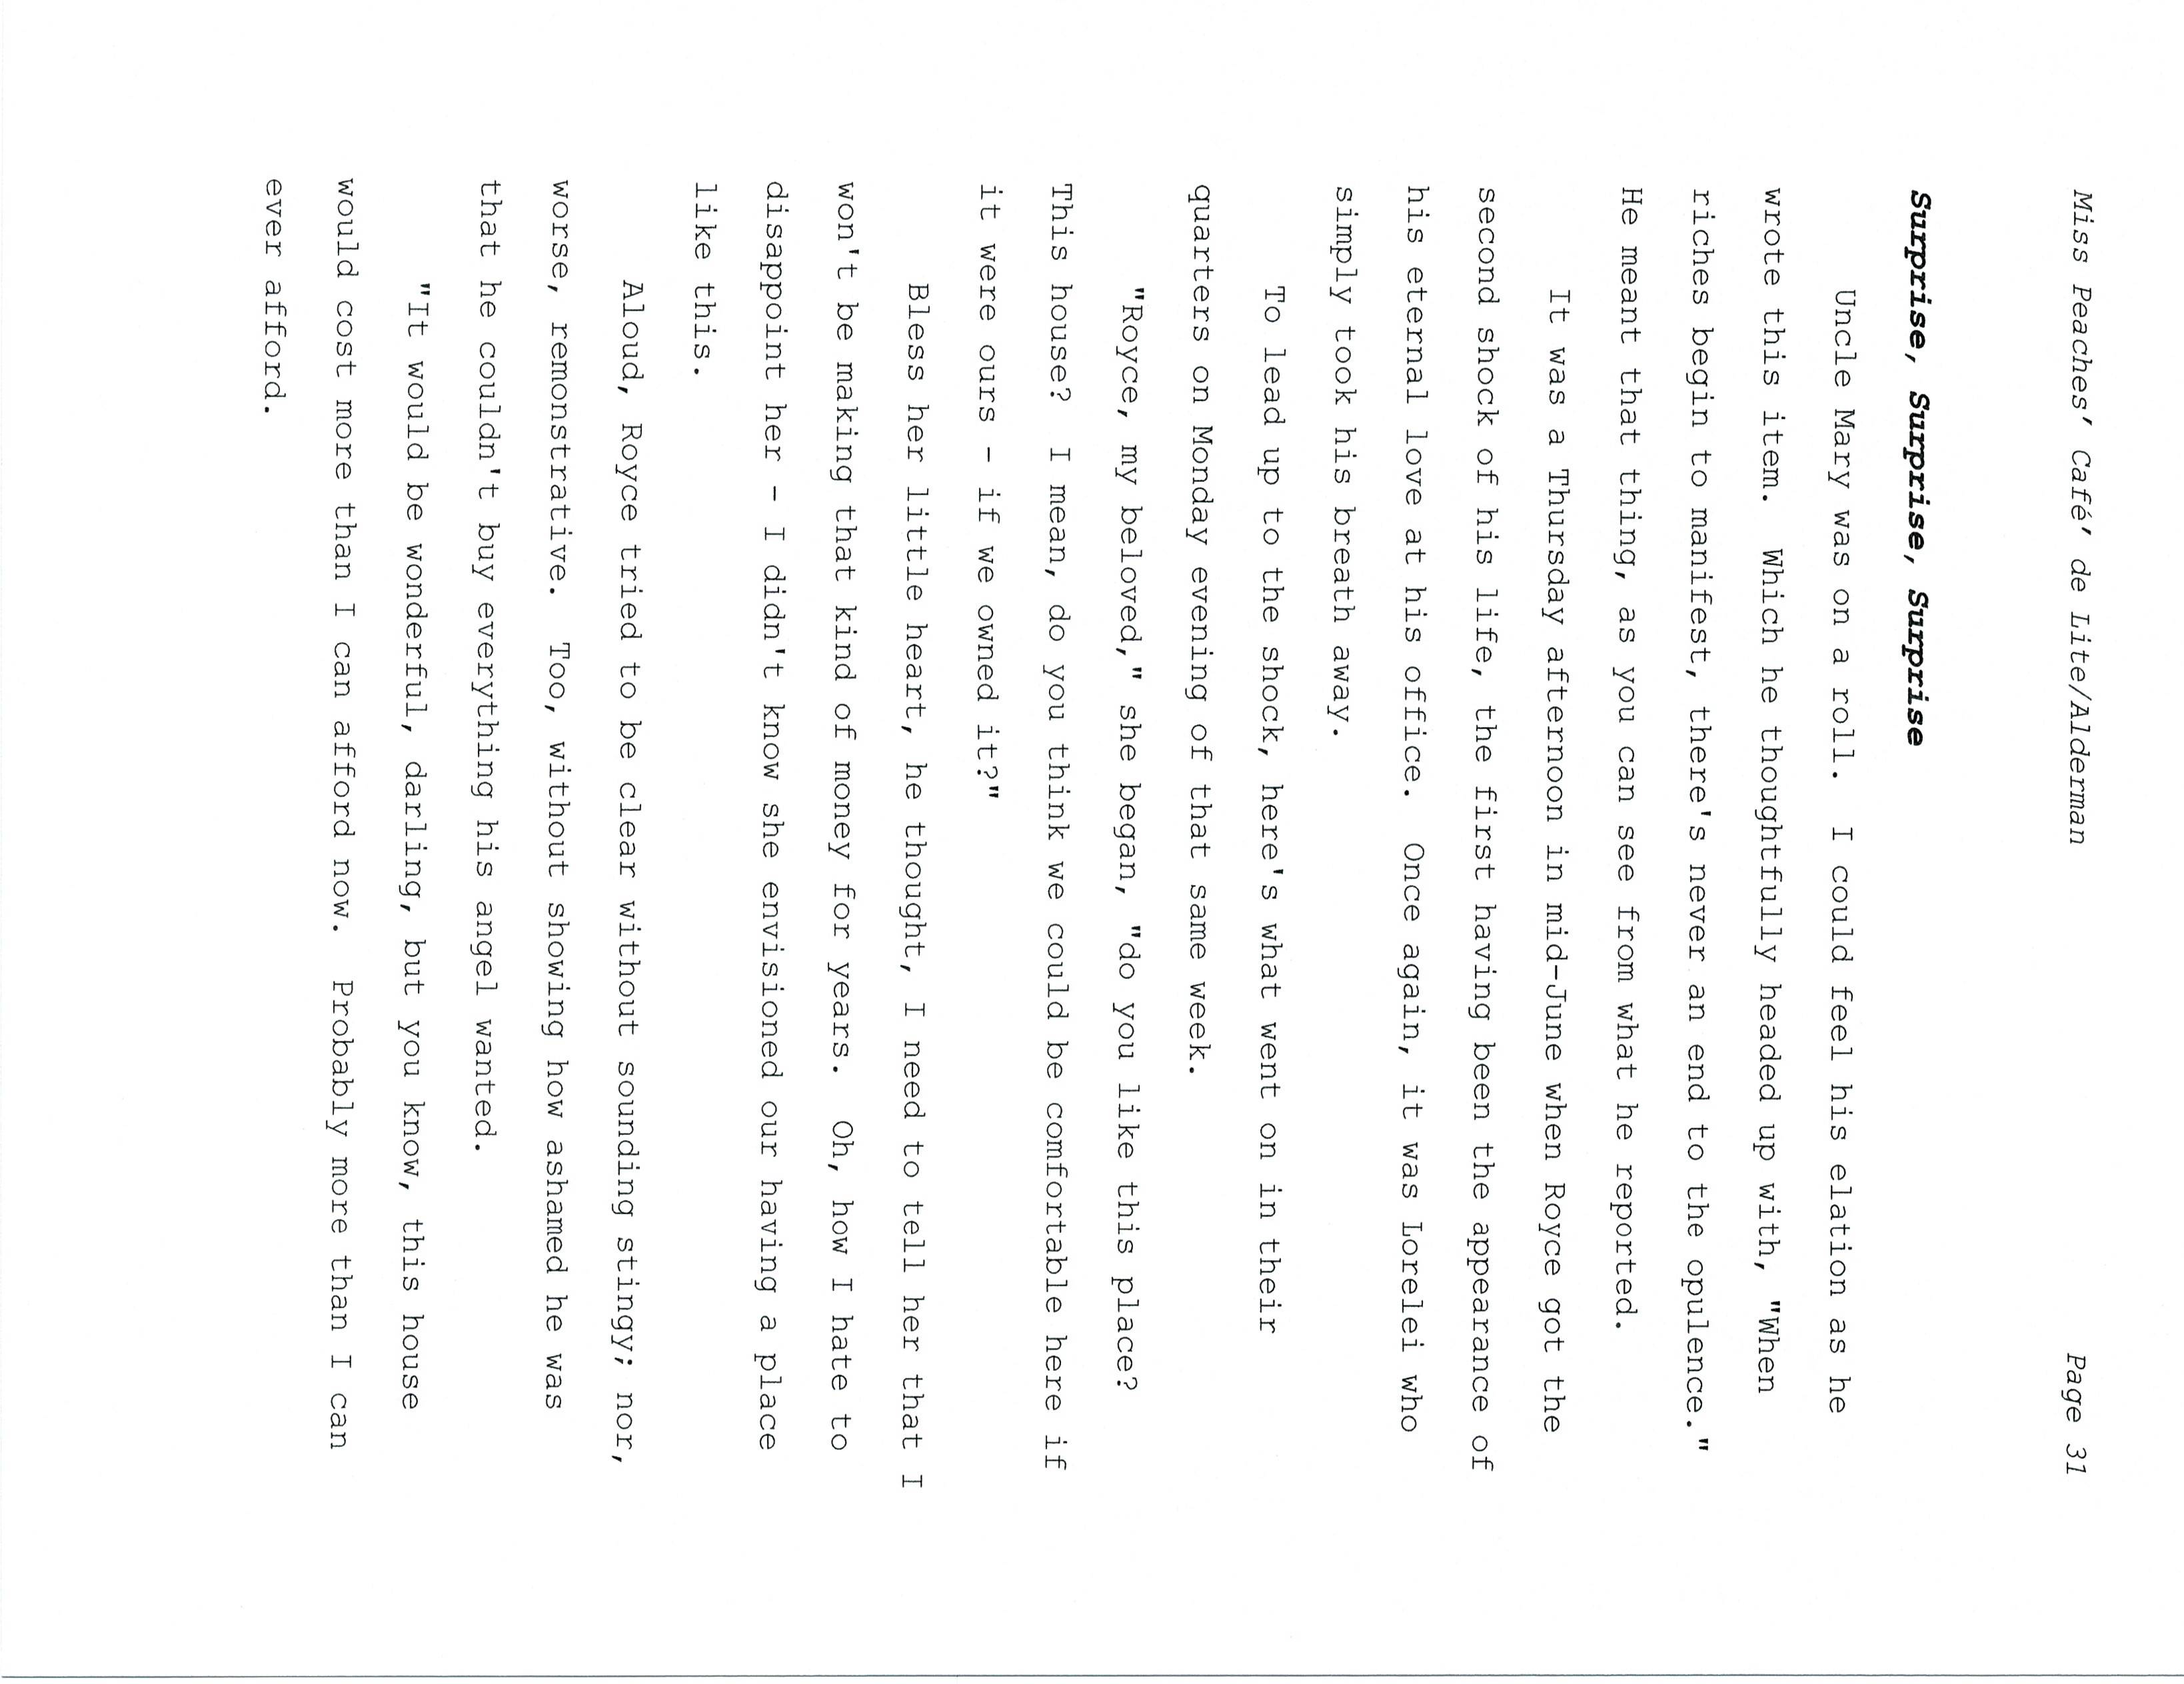 Miss Peaches' Café' de Lite/Alderman Page 31
Surprise, Surprise, Surprise
Uncle Mary was on a roll. I could feel his elation as he
wrote this item. Which he thoughtfully headed up with, "When
riches begin to manifest, there's never an end to the opulence."
He meant that thing, as you can see from what he reported.
It was a Thursday afternoon in mid-June when Royce got the
second shock of his life, the first having been the appearance of
his eternal love at his office. Once again, it was Lorelei who
simply took his breath away.
To lead up to the shock, here's what went on in their
quarters on Monday evening of that same week.
"Royce, my beloved," she began, "do you like this place?
This house? I mean, do you think we could be comfortable here if
it were ours - if we owned it?"
Bless her little heart, he thought, I need to tell her that I
won't be making that kind of money for years. Oh, how I hate to
disappoint her - I didn't know she envisioned our having a place
like this.
Aloud, Royce tried to be clear without sounding stingy; nor,
worse, remonstrative. Too, without showing how ashamed he was
that he couldn't buy everything his angel wanted.
"It would be wonderful, darling, but you know, this house
would cost more than I can afford now. Probably more than I can
ever afford.